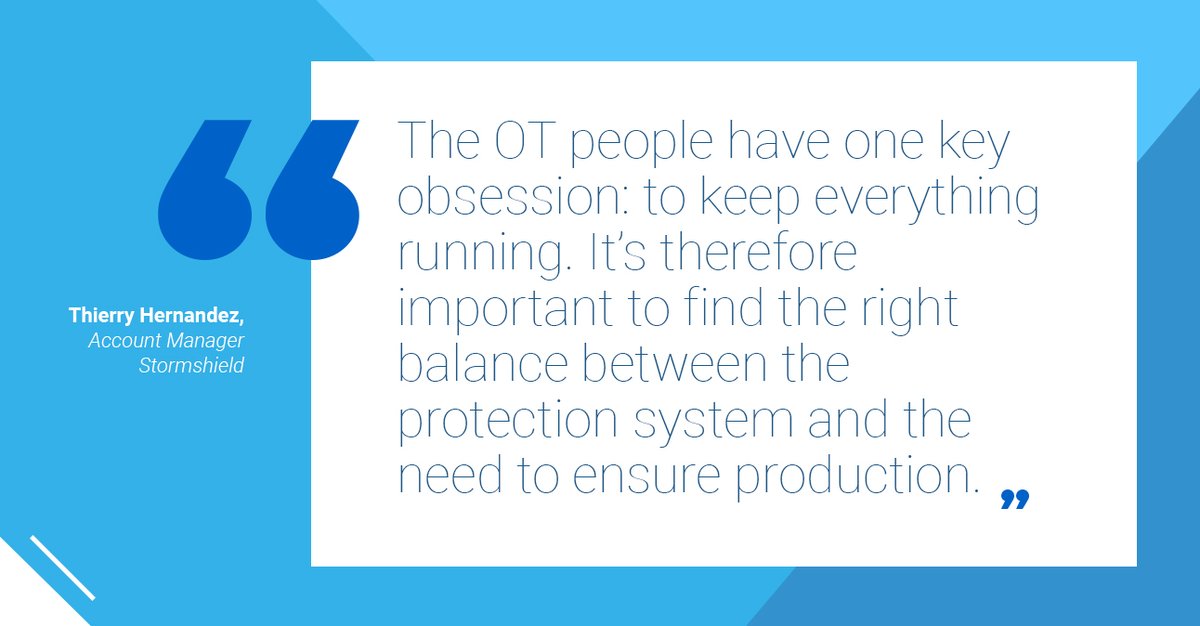 “
The OT people have one key
obsession: to keep everything
running. It’s therefore
important to find the right
balance between the
protection system and the
need to ensure production.
”
Thierry Hernandez,
Account Manager
Stormshield